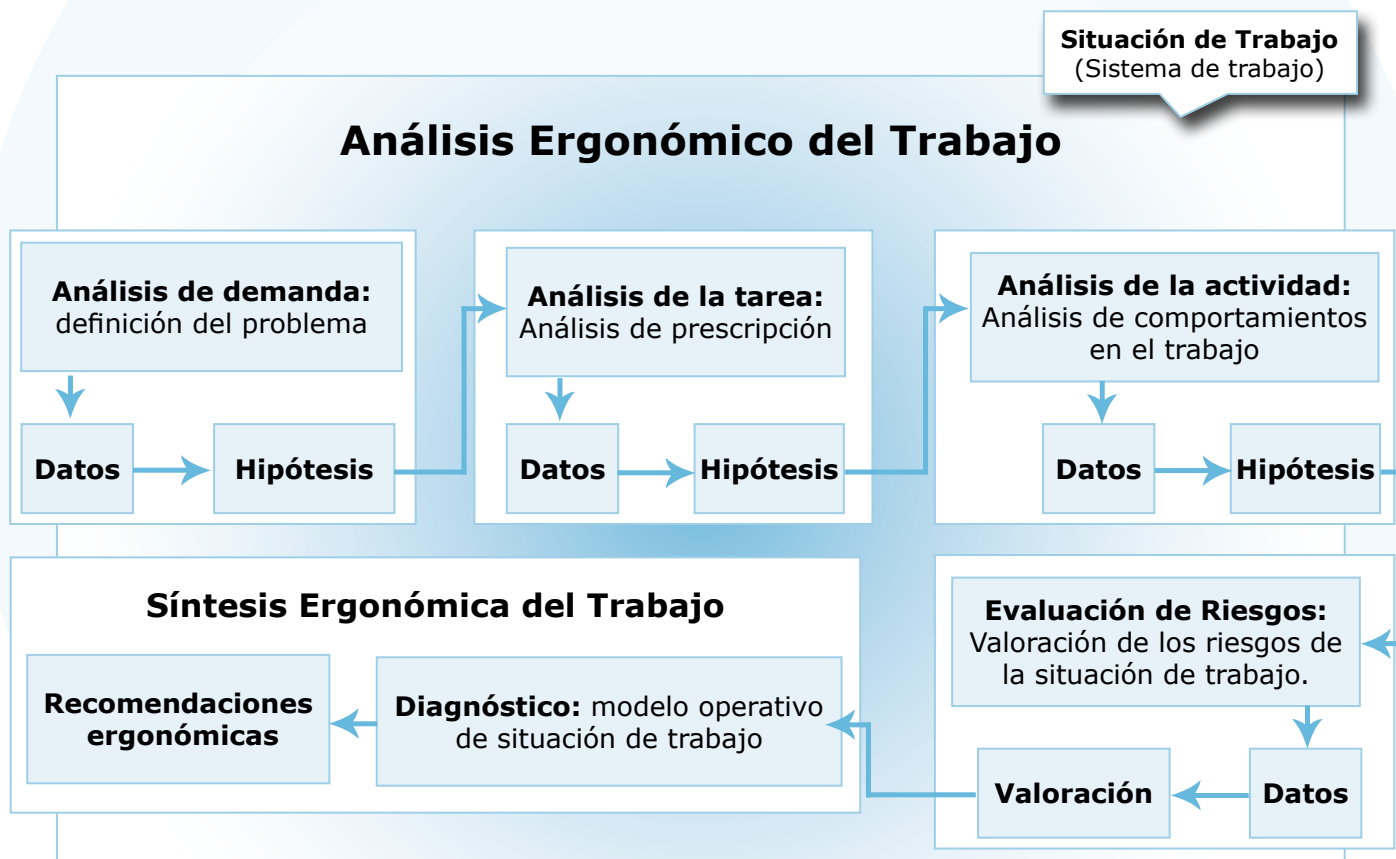 Situación de Trabajo
(Sistema de trabajo)
Análisis Ergonómico del Trabajo
Análisis de demanda:
definición del problema
Datos
Hipótesis
Análisis de la tarea:
Análisis de prescripción
Datos
Hipótesis
Análisis de la actividad:
Análisis de comportamientos
en el trabajo
Datos
Hipótesis
Evaluación de Riesgos:
Valoración de los riesgos de
la situación de trabajo.
Datos
Valoración
Síntesis Ergonómica del Trabajo
Diagnóstico: modelo operativo
de situación de trabajo
Recomendaciones
ergonómicas